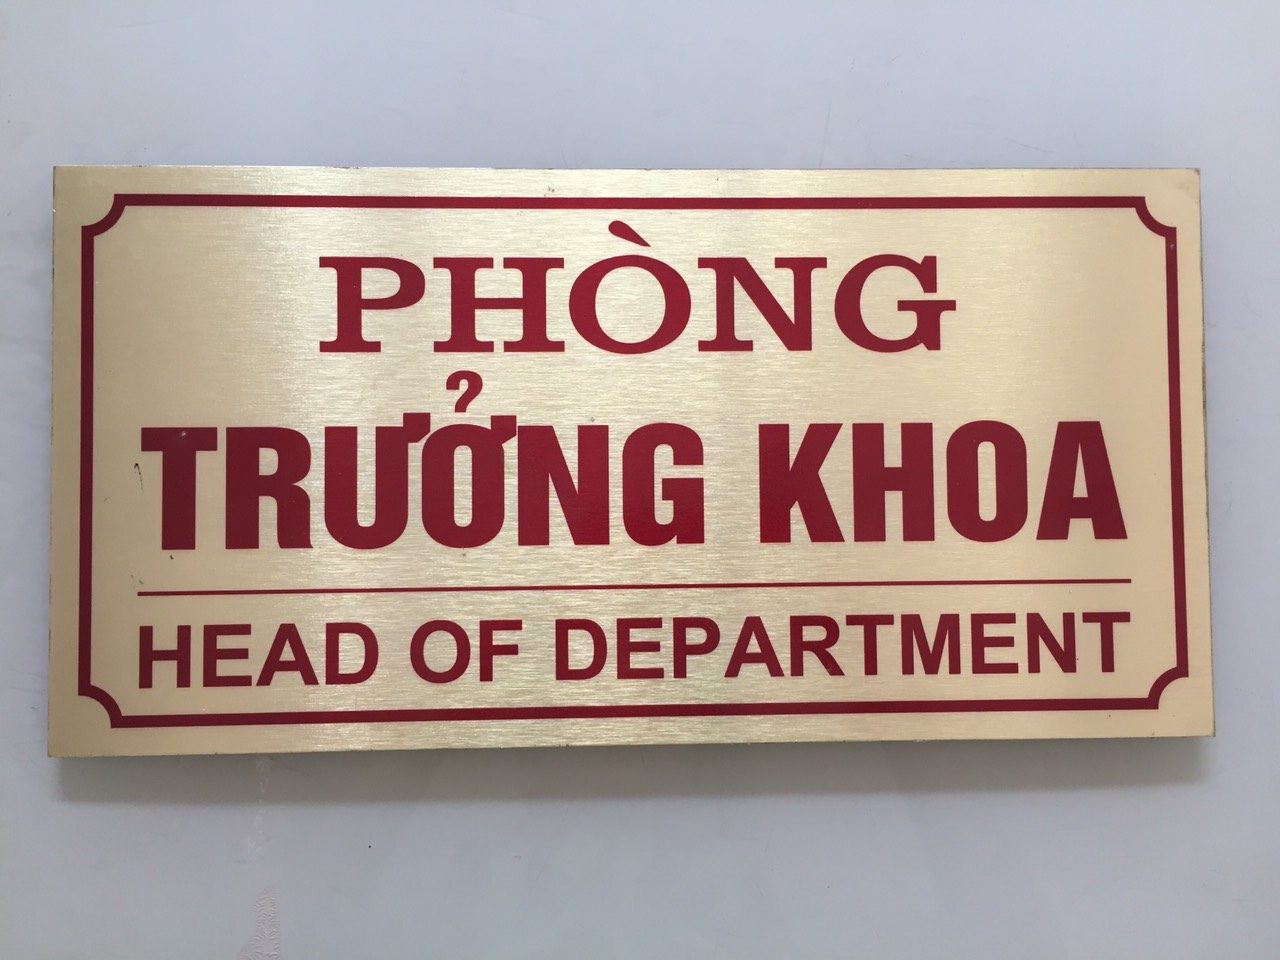 PHÒNG
TRƯỞNG KHOA
HEAD OF DEPARTMENT